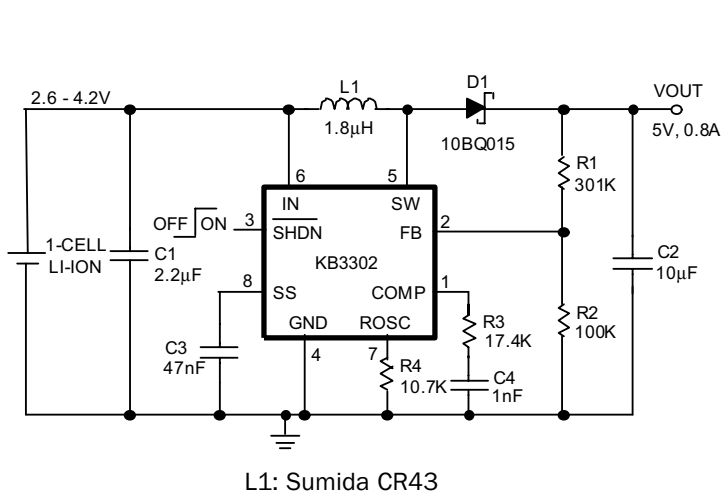 2.6 - 4.2V
L1
1.8μH
D1
10BQ015
VOUT
5V, 0.8A
6
5
IN
SW
OFF
ON
3
SHDN
FB
2
R1
301K
1-CELL
LI-ION
C1
2.2μF
KB3302
C2
10μF
8
SS
COMP
1
GND
ROSC
R3
17.4K
R2
100K
C3
47nF
4
7
R4
10.7K
C4
1nF
L1: Sumida CR43